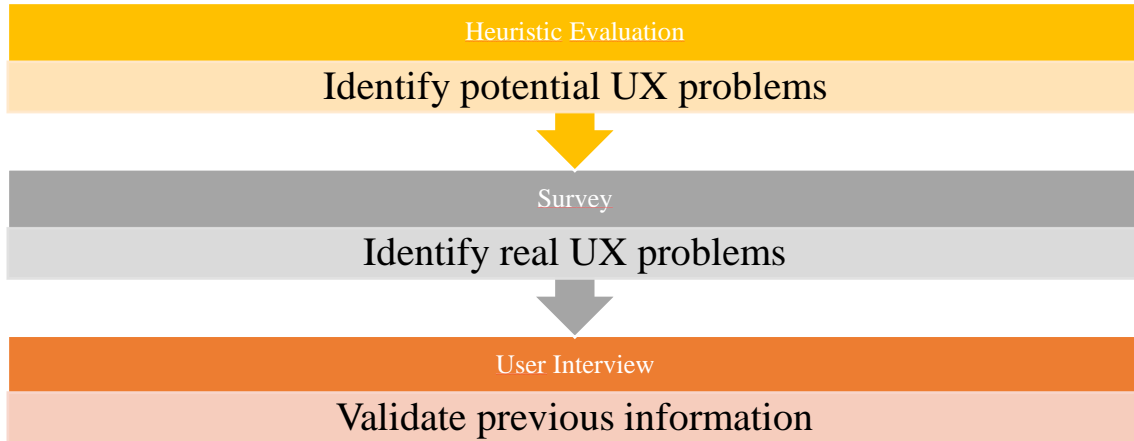 Heuristic Evaluation
Identify potential UX problems
Survey
Identify real UX problems
User Interview
Validate previous information